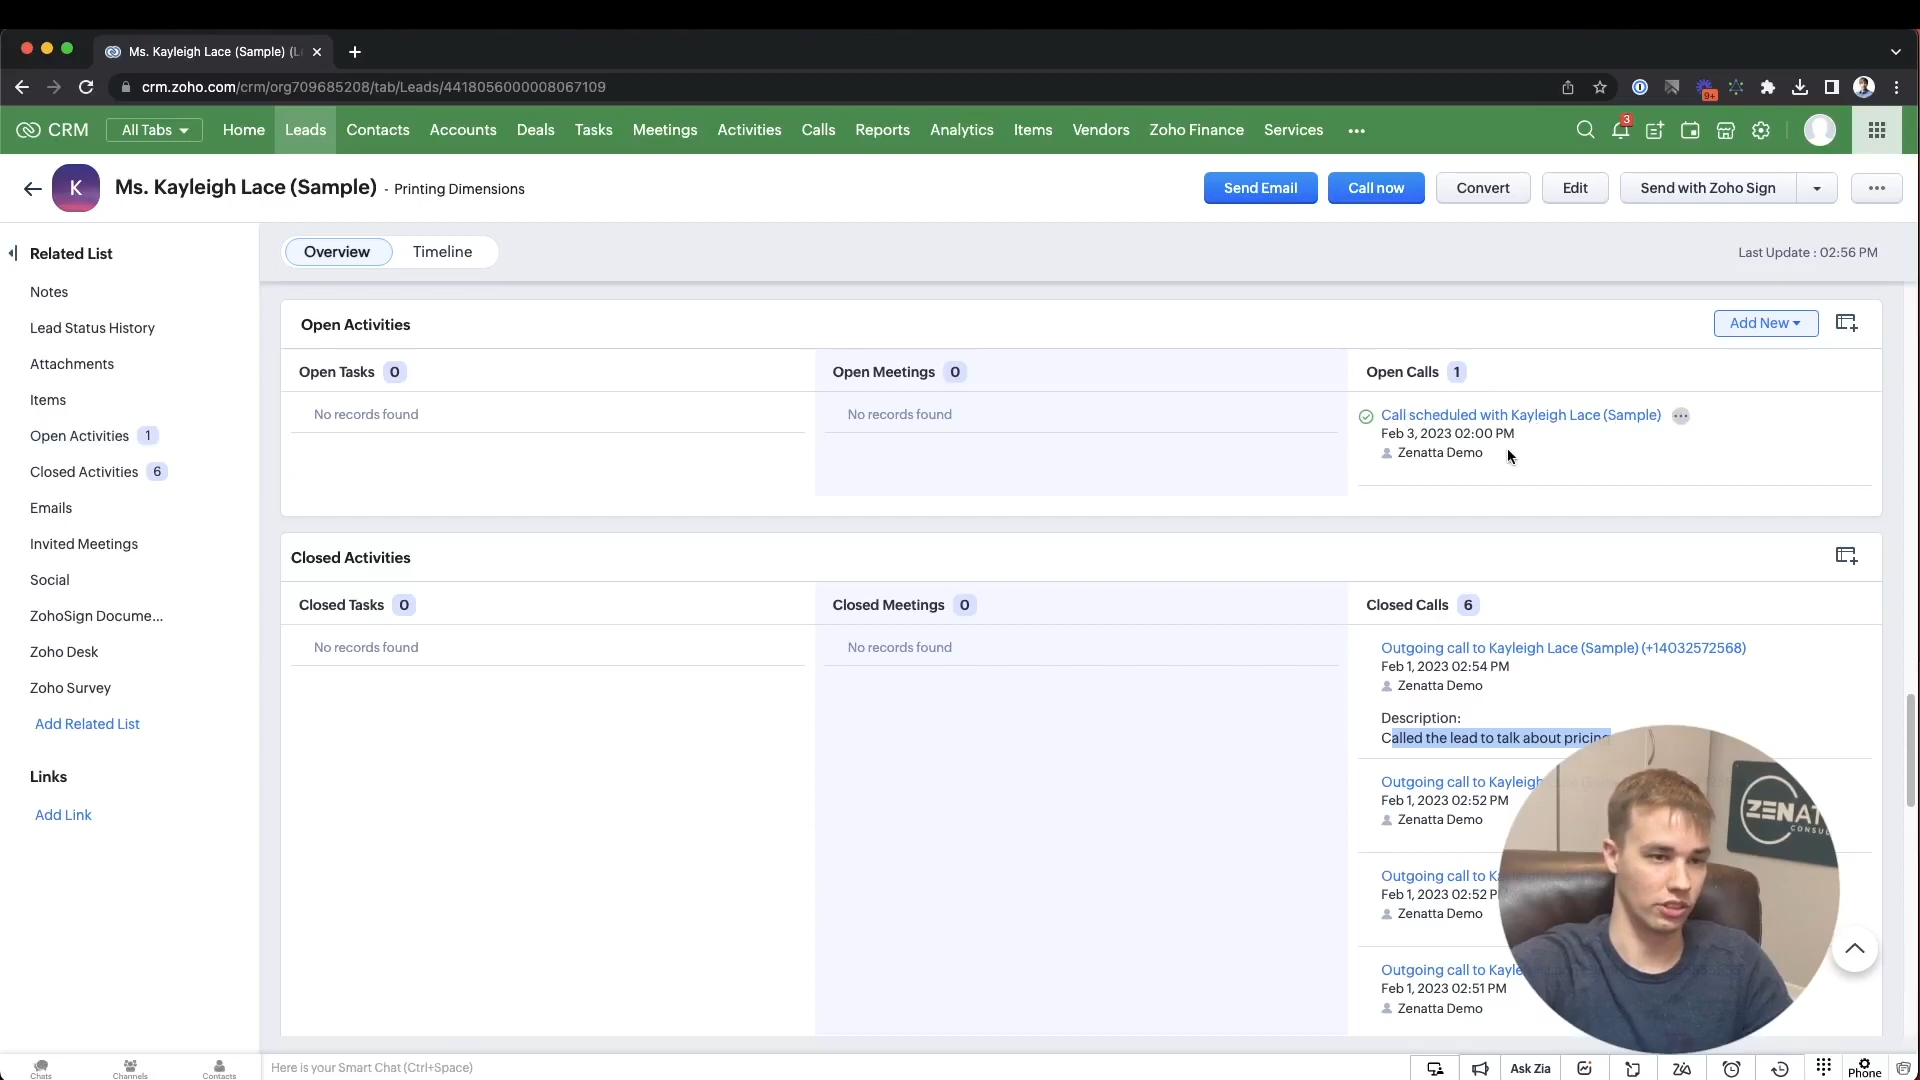 Ms. Kayleigh Lace (Sample) (L
crm.zoho.com/crm/org709685208/tab/Leads/4418056000008067109
9+
CRM
All Tabs
Home
Leads
Contacts
Accounts
Deals
Tasks
Meetings
Activities
Calls
Reports
Analytics
Items
Vendors
Zoho Finance
Services
3
K
Ms. Kayleigh Lace (Sample) - Printing Dimensions
Send Email
Call now
Convert
Edit
Send with Zoho Sign
Related List
Notes
Lead Status History
Attachments
Items
Open Activities 1
Closed Activities 6
Emails
Invited Meetings
Social
ZohoSign Docume...
Zoho Desk
Zoho Survey
Add Related List
Links
Add Link
Overview
Timeline
Last Update : 02:56 PM
Open Activities
Add New
Open Tasks 0
No records found
Open Meetings 0
No records found
Open Calls 1
Call scheduled with Kayleigh Lace (Sample)
Feb 3, 2023 02:00 PM
Zenatta Demo
Closed Activities
Closed Tasks 0
No records found
Closed Meetings 0
No records found
Closed Calls 6
Outgoing call to Kayleigh Lace (Sample) (+14032572568)
Feb 1, 2023 02:54 PM
Zenatta Demo
Description:
Called the lead to talk about pricing
Outgoing call to Kayleigh
Feb 1, 2023 02:52 PM
Zenatta Demo
Outgoing call to Ka
Feb 1, 2023 02:52 P
Zenatta Demo
Outgoing call to Kayle
Feb 1, 2023 02:51 PM
Zenatta Demo
ZENAT
CONSU
Chats
Channels
Contacts
Here is your Smart Chat (Ctrl+Space)
Ask Zia
Phone